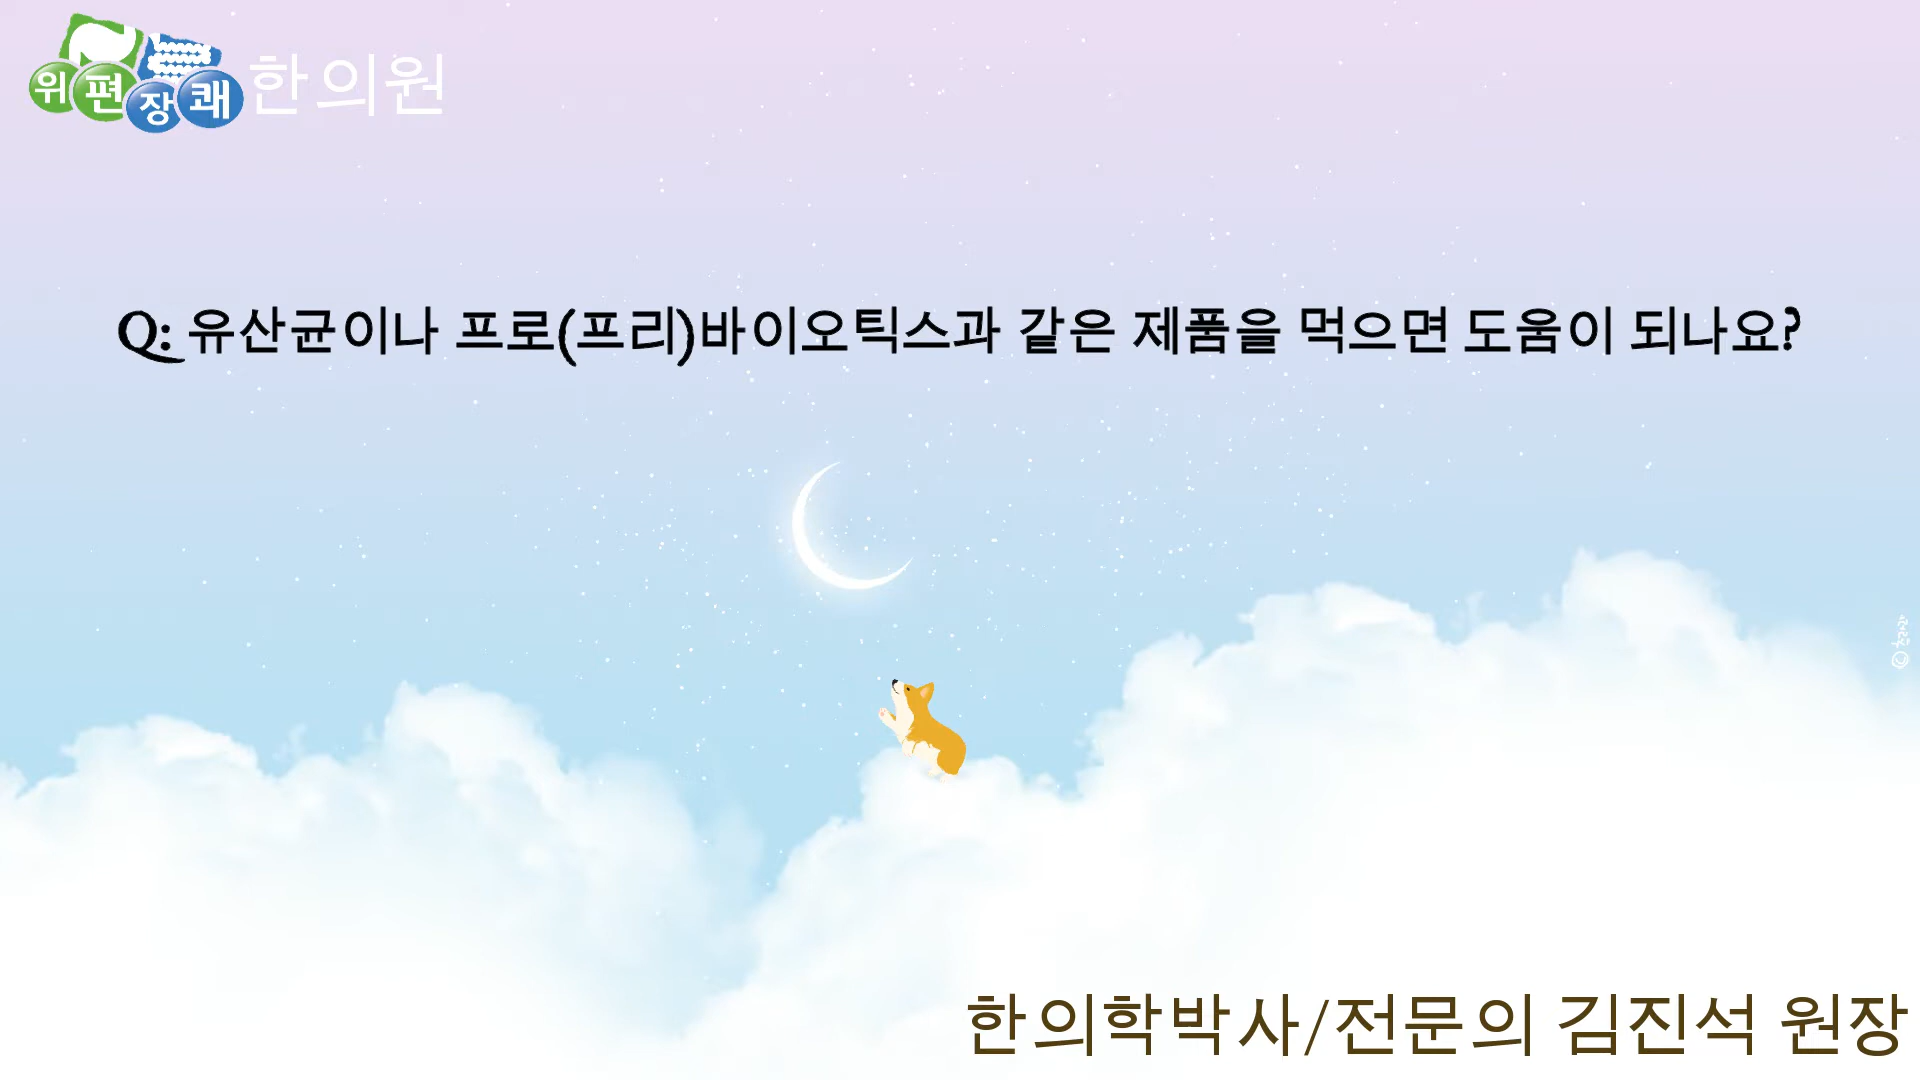 위편장쾌 한의원
Q: 유산균이나 프로(프리)바이오틱스과 같은 제품을 먹으면 도움이 되나요?
한의학박사/전문의 김진석 원장